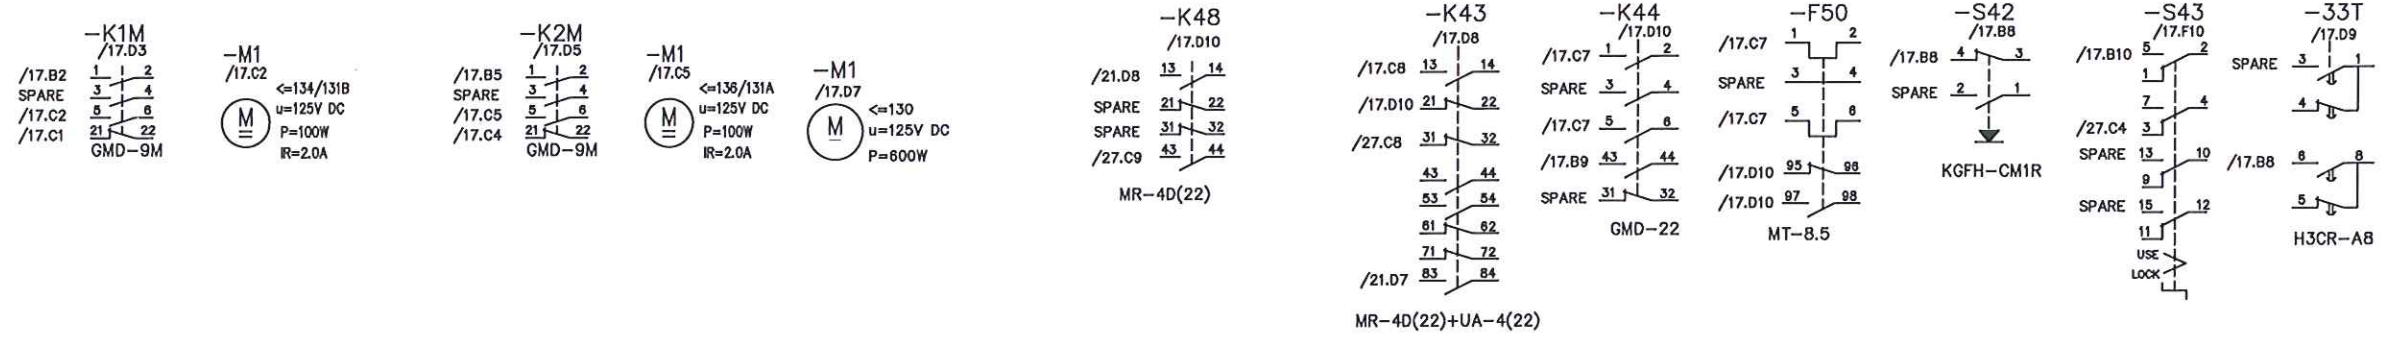 -K1M
/17.D3
/17.B2 1 2
SPARE 3 4
/17.C2 5 6
/17.C1 21 22
GMD-9M
-M1
/17.C2
M
<=134/131B
u=125V DC
P=100W
IR=2.0A
-K2M
/17.D5
/17.B5 1 2
SPARE 3 4
/17.C5 5 6
/17.C4 21 22
GMD-9M
-M1
/17.C5
M
<=136/131A
u=125V DC
P=100W
IR=2.0A
-M1
/17.D7
M
<=130
u=125V DC
P=600W
-K48
/17.D10
/21.D8 13 14
SPARE 21 22
SPARE 31 32
/27.C9 43 44
MR-4D(22)
-K43
/17.D8
/17.C8 13 14
/17.D10 21 22
/27.C8 31 32
43 44
53 54
61 62
71 72
/21.D7 83 84
MR-4D(22)+UA-4(22)
-K44
/17.D10
/17.C7 1 2
SPARE 3 4
/17.C7 5 6
/17.B9 43 44
SPARE 31 32
GMD-22
-F50
/17.C7 1 2
SPARE 3 4
/17.C7 5 6
/17.D10 95 96
/17.D10 97 98
MT-8.5
-S42
/17.B8
/17.B8 4 3
SPARE 2 1
KGFH-CM1R
-S43
/17.F10
/17.B10 5 2
1
7 4
/27.C4 3
SPARE 13 10
9
SPARE 15 12
11
USE
LOCK
-33T
/17.D9
SPARE 3 1
4
/17.B8 6 8
5
H3CR-A8